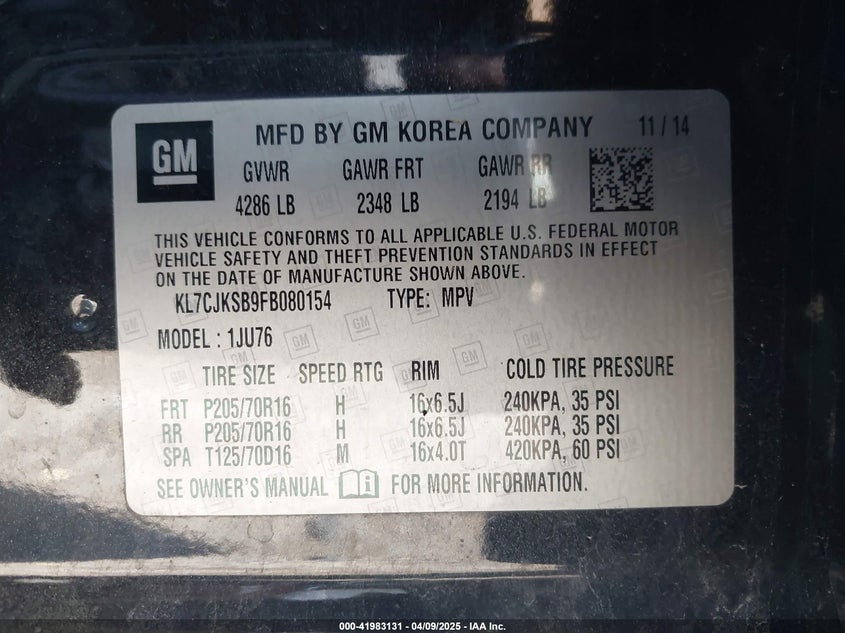 GM MFD BY GM KOREA COMPANY 11 / 14
GVWR GAWR FRT GAWR RR
4286 LB 2348 LB 2194 LB
THIS VEHICLE CONFORMS TO ALL APPLICABLE U.S. FEDERAL MOTOR
VEHICLE SAFETY AND THEFT PREVENTION STANDARDS IN EFFECT
ON THE DATE OF MANUFACTURE SHOWN ABOVE.
KL7CJKSB9FB080154 TYPE: MPV
MODEL : 1JU76
TIRE SIZE SPEED RTG RIM COLD TIRE PRESSURE
FRT P205/70R16 H 16x6.5J 240KPA, 35 PSI
RR P205/70R16 H 16x6.5J 240KPA, 35 PSI
SPA T125/70D16 M 16x4.0T 420KPA, 60 PSI
SEE OWNER'S MANUAL i FOR MORE INFORMATION.
000-41983131 - 04/09/2025 - IAA Inc.